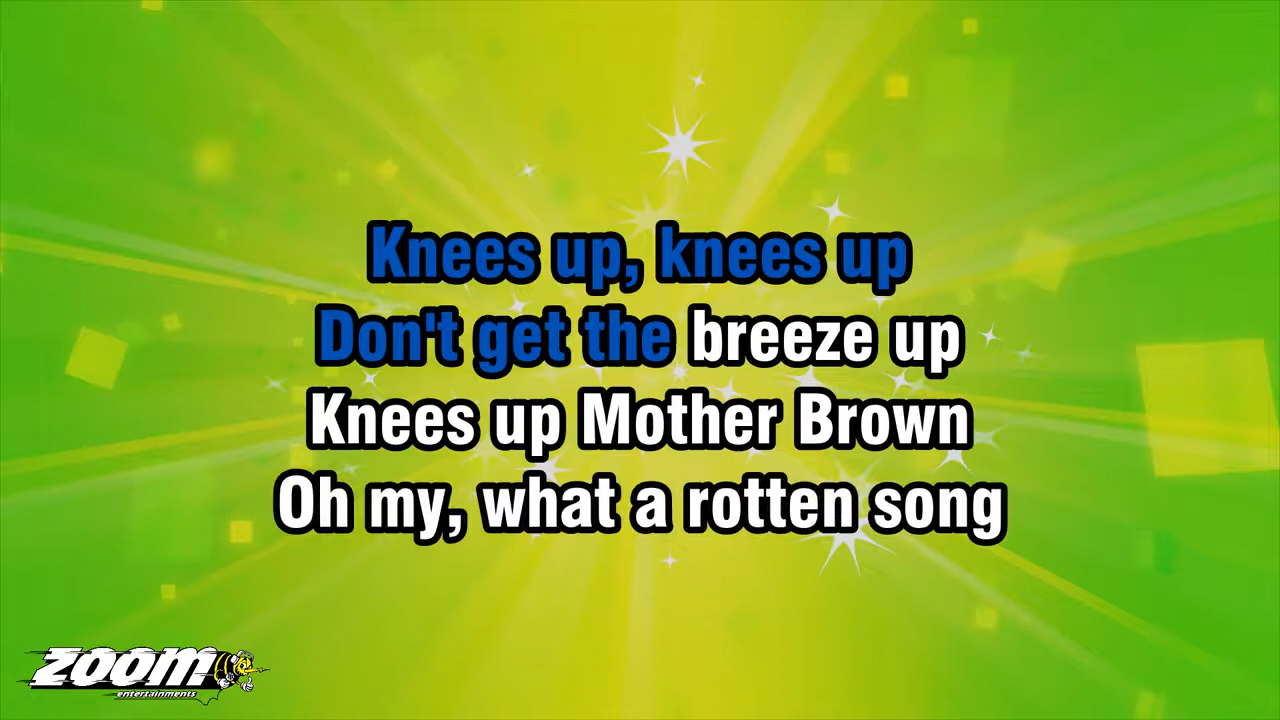 Knees up, knees up
Don't get the breeze up
Knees up Mother Brown
Oh my, what a rotten song
ZOOM
entertainments